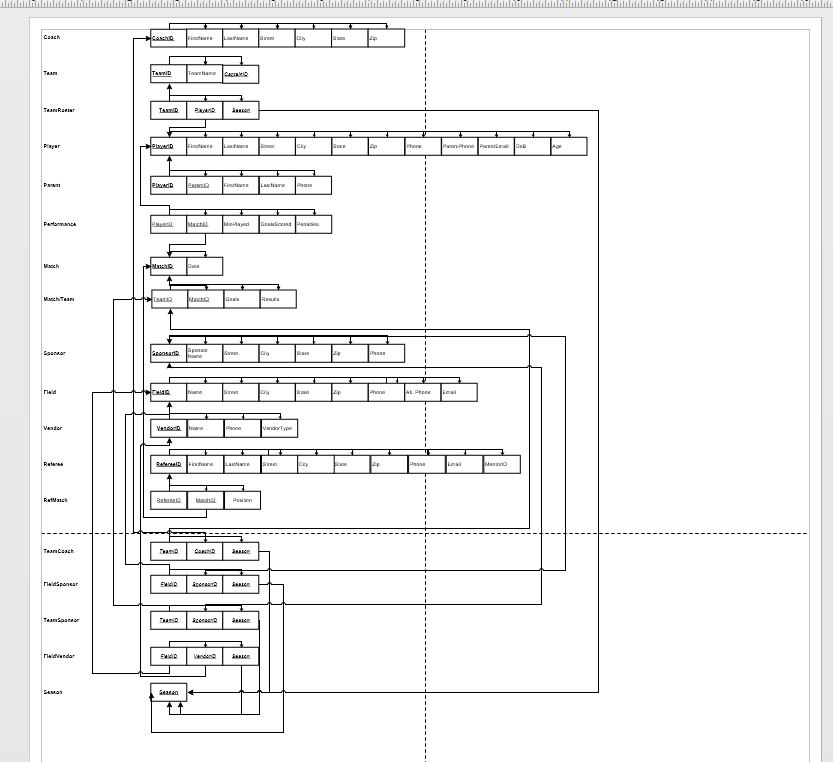 Coach CoachID FirstName LastName Street City State Zip
Team TeamID TeamName CaptainID
TeamRoster TeamID PlayerID Season
Player PlayerID FirstName LastName Street City State Zip Phone ParentPhone ParentEmail DoB Age
Parent PlayerID ParentID FirstName LastName Phone
Performance PlayerID MatchID MinPlayed GoalsScored Penalties
Match MatchID Date
Match/Team TeamID MatchID Goals Results
Sponsor SponsorID Sponsor Name Street City State Zip Phone
Field FieldID Name Street City State Zip Phone Alt. Phone Email
Vendor VendorID Name Phone VendorType
Referee RefereeID FirstName LastName Street City State Zip Phone Email MentorID
RefMatch RefereeID MatchID Position
TeamCoach TeamID CoachID Season
FieldSponsor FieldID SponsorID Season
TeamSponsor TeamID SponsorID Season
FieldVendor FieldID VendorID Season
Season Season